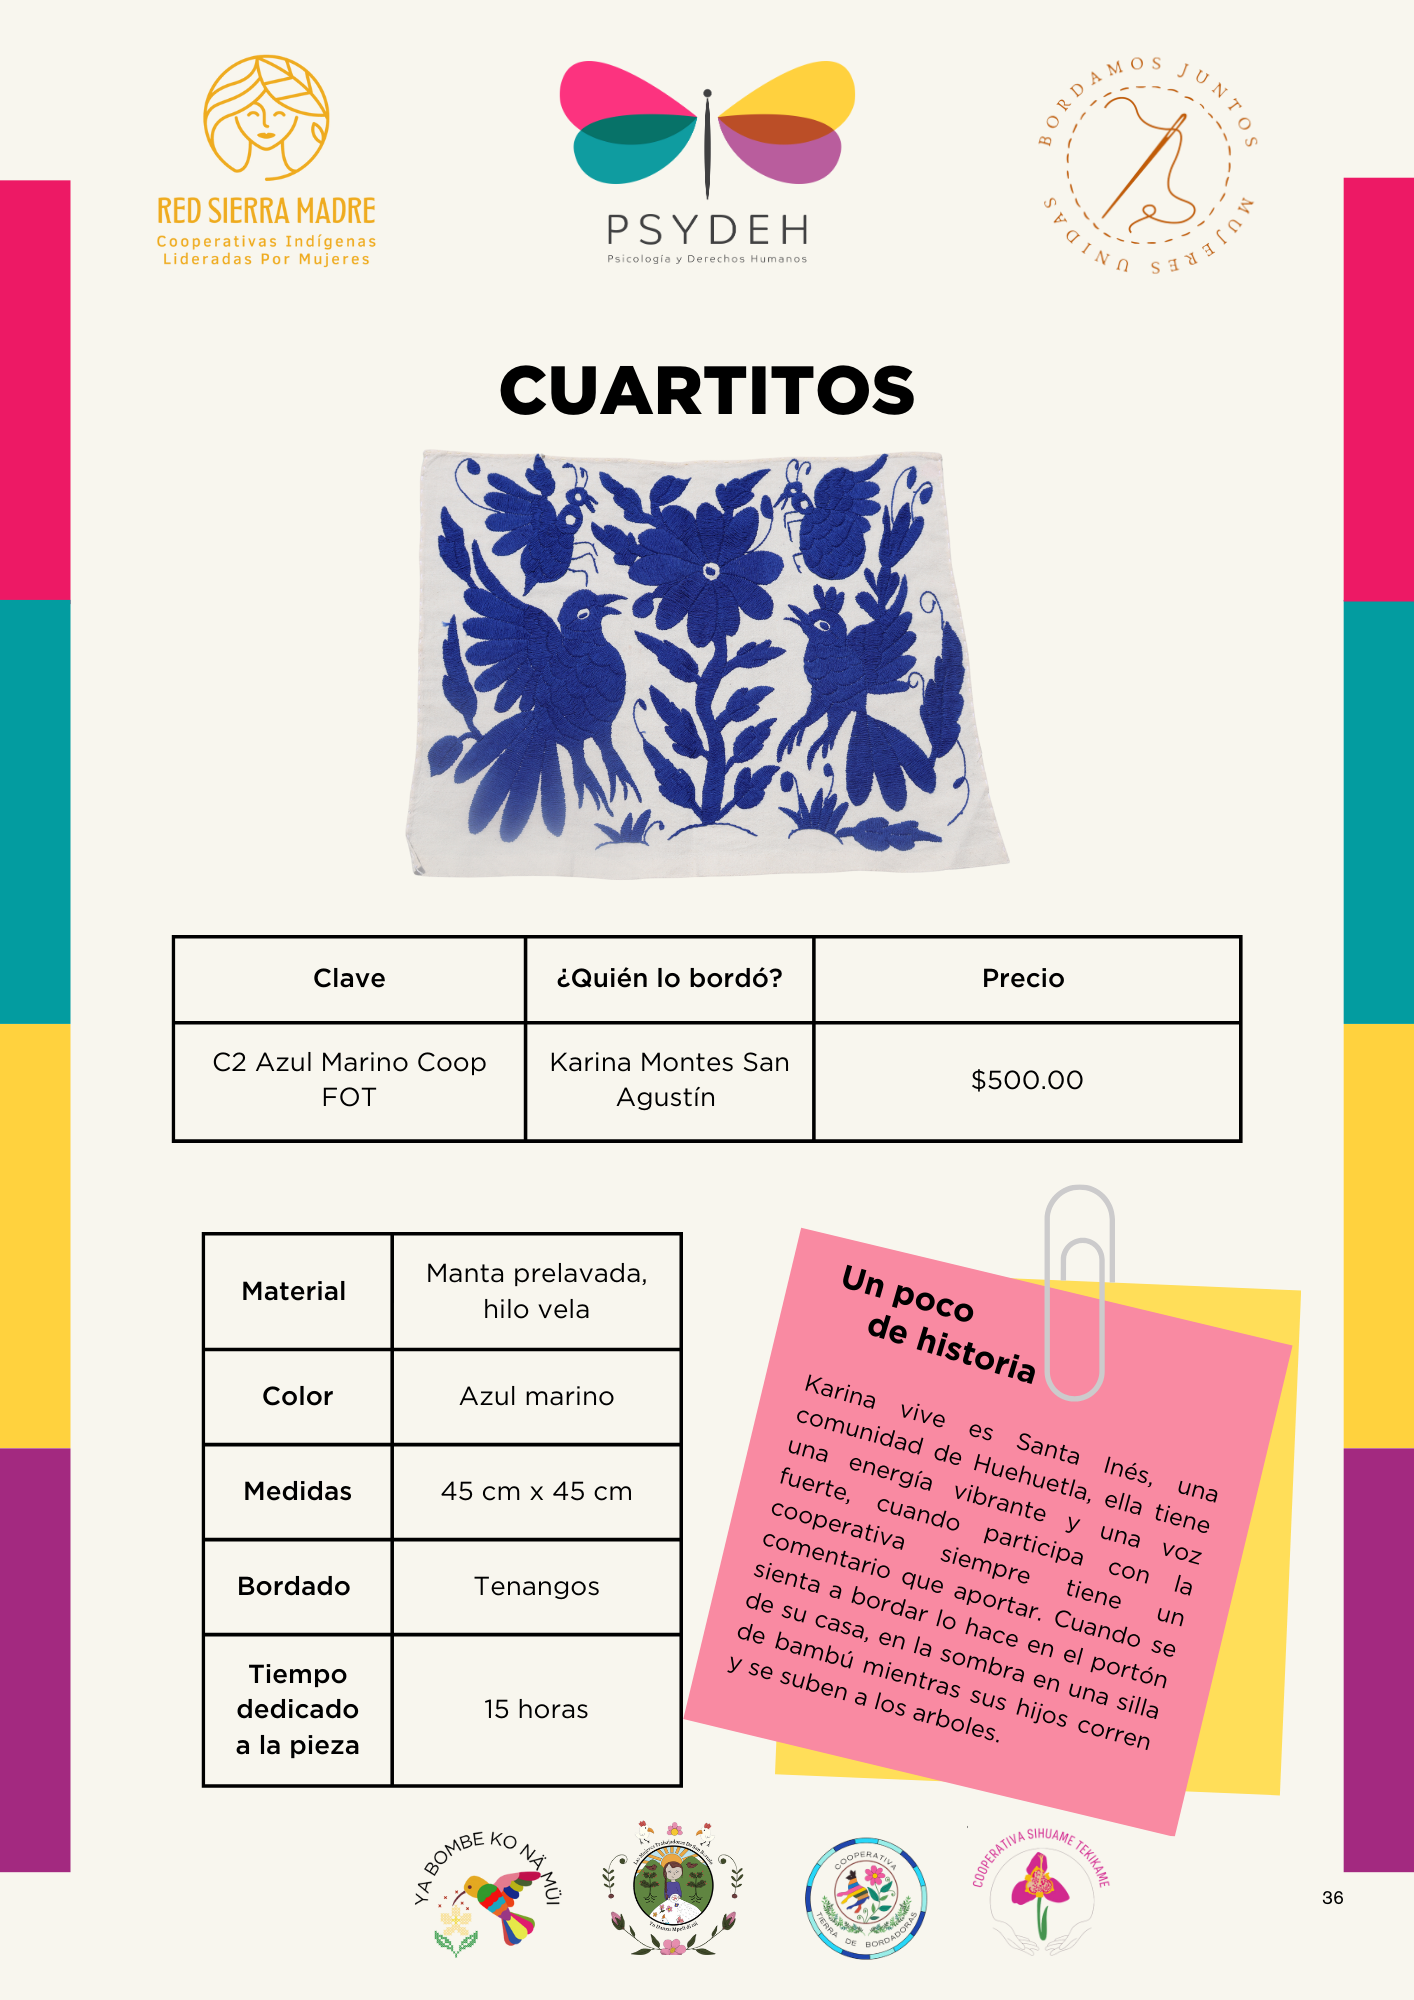 RED SIERRA MADRE
Cooperativas Indígenas
Lideradas Por Mujeres
PSYDEH
Psicología y Derechos Humanos
BORDAMOS JUNTOS
MUJERES UNIDAS
CUARTITOS
Clave
¿Quién lo bordó?
Precio
C2 Azul Marino Coop
FOT
Karina Montes San
Agustín
$500.00
Material
Manta prelavada,
hilo vela
Color
Azul marino
Medidas
45 cm x 45 cm
Bordado
Tenangos
Tiempo
dedicado
a la pieza
15 horas
Un poco
de historia
Karina vive es Santa Inés, una
comunidad de Huehuetla, ella tiene
una energía vibrante y una voz
fuerte, cuando participa con la
cooperativa siempre tiene un
comentario que aportar. Cuando se
sienta a bordar lo hace en el portón
de su casa, en la sombra en una silla
de bambú mientras sus hijos corren
y se suben a los arboles.
YA BOMBE KO NÄ MÜI
COOPERATIVA
TIERRA DE BORDADORAS
COOPERATIVA SIHUAME TEKIKAME
36